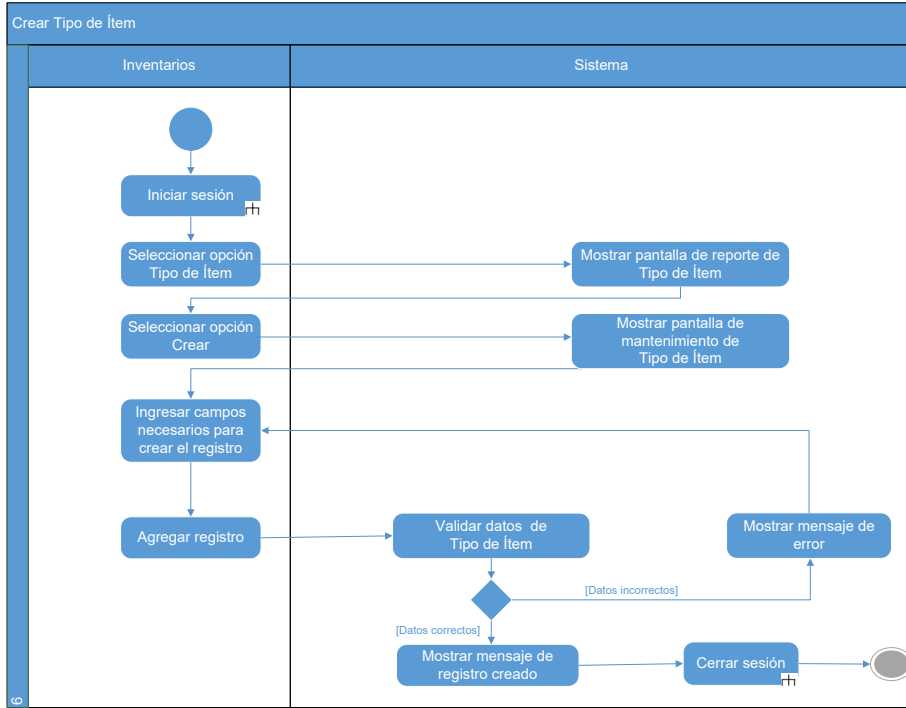 Crear Tipo de Ítem
Inventarios
Sistema
Iniciar sesión
Seleccionar opción
Tipo de Ítem
Mostrar pantalla de reporte de
Tipo de Ítem
Seleccionar opción
Crear
Mostrar pantalla de
mantenimiento de
Tipo de Ítem
Ingresar campos
necesarios para
crear el registro
Agregar registro
Validar datos de
Tipo de Ítem
Mostrar mensaje de
error
[Datos incorrectos]
[Datos correctos]
Mostrar mensaje de
registro creado
Cerrar sesión
6